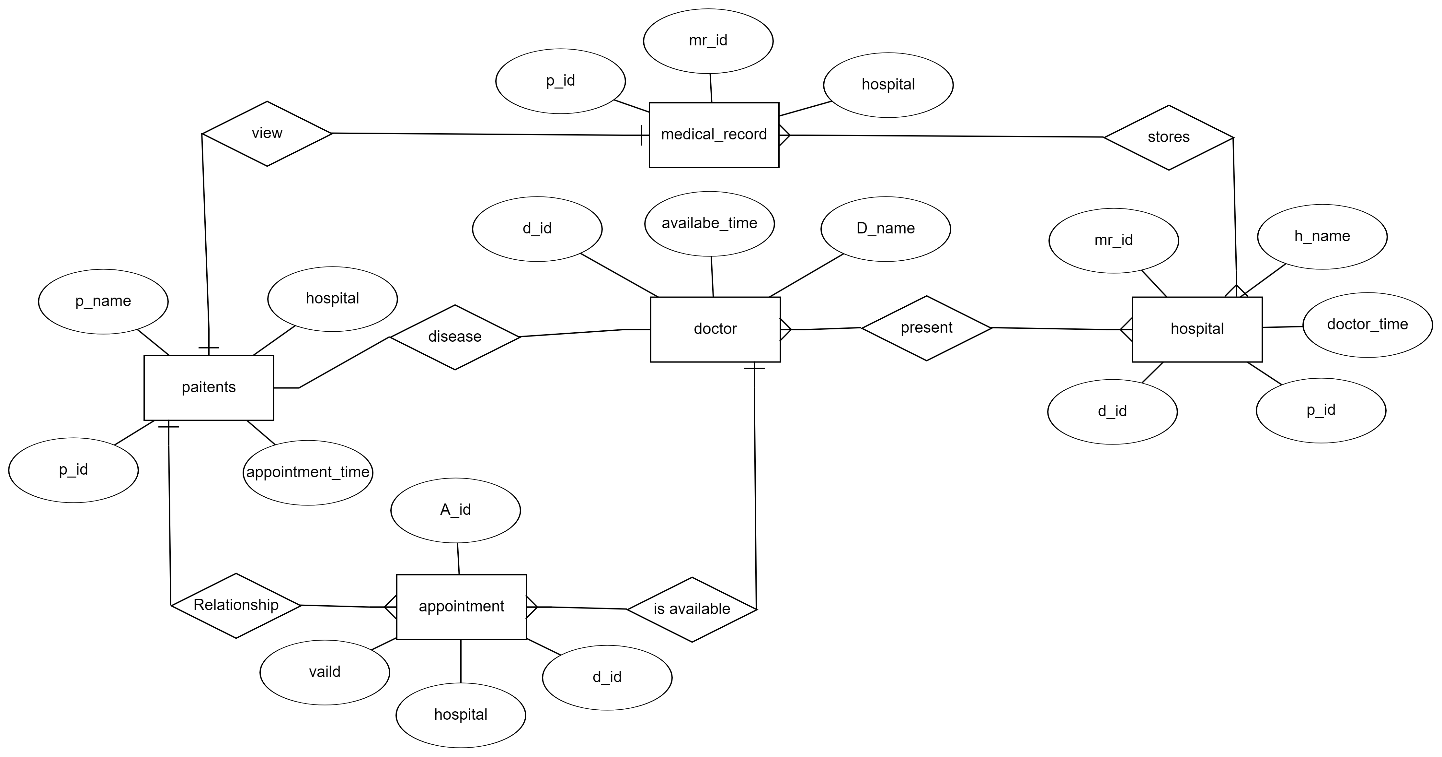 mr_id
p_id
hospital
view
medical_record
stores
d_id
availabe_time
D_name
mr_id
h_name
p_name
hospital
disease
doctor
present
hospital
doctor_time
paitents
d_id
p_id
p_id
appointment_time
A_id
Relationship
appointment
is available
vaild
d_id
hospital